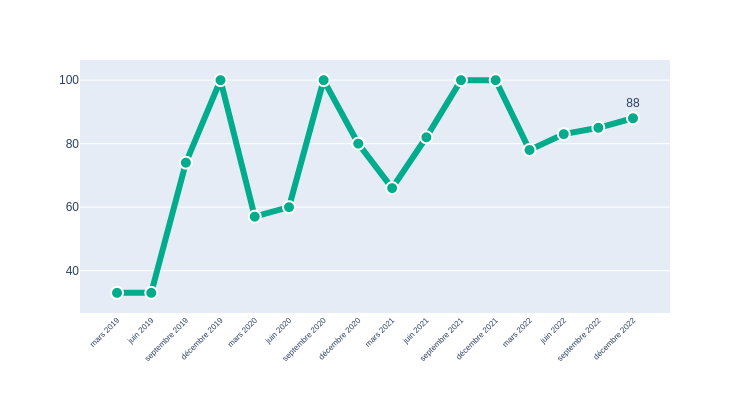 100
88
80
60
40
mars 2019
juin 2019
septembre 2019
décembre 2019
mars 2020
juin 2020
septembre 2020
décembre 2020
mars 2021
juin 2021
septembre 2021
décembre 2021
mars 2022
juin 2022
septembre 2022
décembre 2022